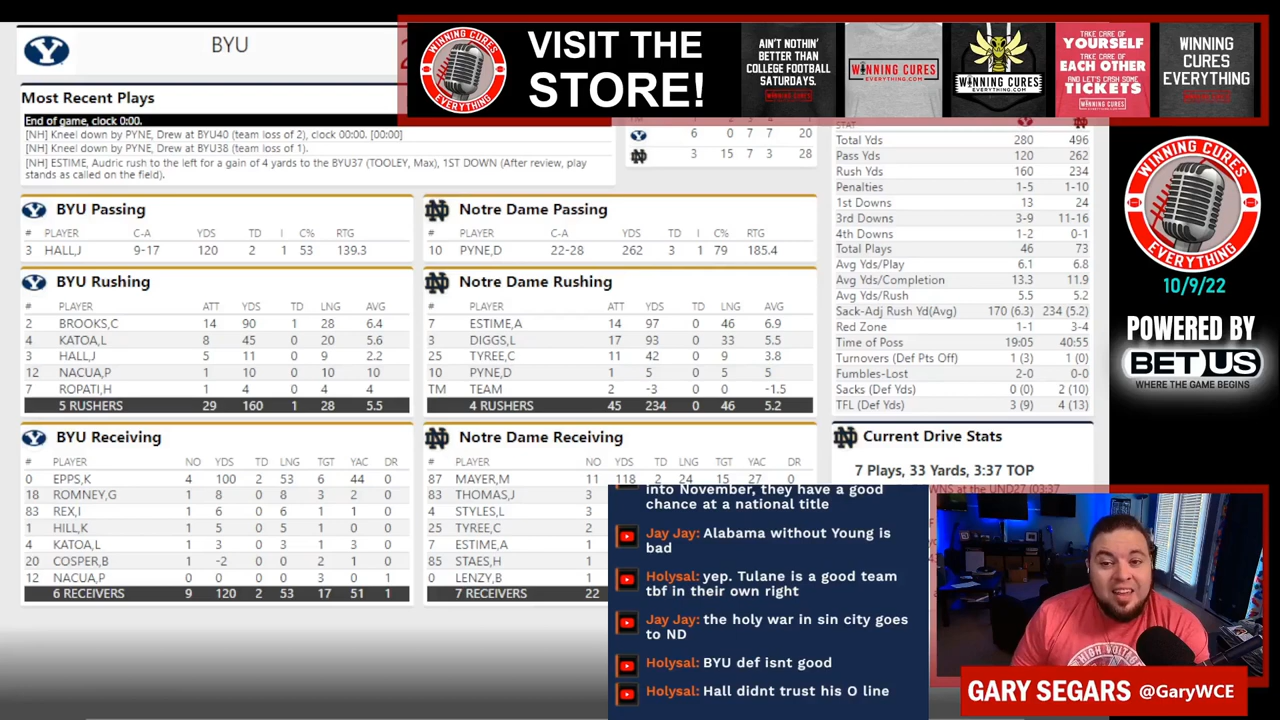 BYU
VISIT THE
STORE!
WINNING CURES
EVERYTHING
AIN'T NOTHIN'
BETTER THAN
COLLEGE FOOTBALL
SATURDAYS.
WINNING CURES
WINNING CURES
TAKE CARE OF
YOURSELF
TAKE CARE OF
EACH OTHER
AND LET'S CASH SOME
TICKETS
WINNING CURES
WINNING
CURES
EVERYTHING
Most Recent Plays
End of game, clock 0:00.
[NH] Kneel down by PYNE, Drew at BYU40 (team loss of 2), clock 00:00. [00:00]
[NH] Kneel down by PYNE, Drew at BYU38 (team loss of 1).
[NH] ESTIME, Audric rush to the left for a gain of 4 yards to the BYU37 (TOOLEY, Max), 1ST DOWN (After review, play
stands as called on the field).
6 0 7 7 20
3 15 7 3 28
STAT
Total Yds 280 496
Pass Yds 120 262
Rush Yds 160 234
Penalties 1-5 1-10
1st Downs 13 24
3rd Downs 3-9 11-16
4th Downs 1-2 0-1
Total Plays 46 73
Avg Yds/Play 6.1 6.8
Avg Yds/Completion 13.3 11.9
Avg Yds/Rush 5.5 5.2
Sack-Adj Rush Yd(Avg) 170 (6.3) 234 (5.2)
Red Zone 1-1 3-4
Time of Poss 19:05 40:55
Turnovers (Def Pts Off) 1 (3) 1 (0)
Fumbles-Lost 2-0 0-0
Sacks (Def Yds) 0 (0) 2 (10)
TFL (Def Yds) 3 (9) 4 (13)
BYU Passing
# PLAYER C-A YDS TD I C% RTG
3 HALL,J 9-17 120 2 1 53 139.3
Notre Dame Passing
# PLAYER C-A YDS TD I C% RTG
10 PYNE,D 22-28 262 3 1 79 185.4
BYU Rushing
# PLAYER ATT YDS TD LNG AVG
2 BROOKS,C 14 90 1 28 6.4
4 KATOA,L 8 45 0 20 5.6
3 HALL,J 5 11 0 9 2.2
12 NACUA,P 1 10 0 10 10
7 ROPATI,H 1 4 0 4 4
5 RUSHERS 29 160 1 28 5.5
Notre Dame Rushing
# PLAYER ATT YDS TD LNG AVG
7 ESTIME,A 14 97 0 46 6.9
3 DIGGS,L 17 93 0 33 5.5
25 TYREE,C 11 42 0 9 3.8
10 PYNE,D 1 5 0 5 5
TM TEAM 2 -3 0 0 -1.5
4 RUSHERS 45 234 0 46 5.2
BYU Receiving
# PLAYER NO YDS TD LNG TGT YAC DR
0 EPPS,K 4 100 2 53 6 44 0
18 ROMNEY,G 1 8 0 8 3 2 0
83 REX,I 1 6 0 6 1 1 0
1 HILL,K 1 5 0 5 1 0 0
4 KATOA,L 1 3 0 3 1 3 0
20 COSPER,B 1 -2 0 0 2 1 0
12 NACUA,P 0 0 0 0 3 0 1
6 RECEIVERS 9 120 2 53 17 51 1
Notre Dame Receiving
# PLAYER NO YDS TD LNG TGT YAC DR
87 MAYER,M 11 118 2 24 15 27 0
83 THOMAS,J 3
4 STYLES,L 3
25 TYREE,C 2
7 ESTIME,A 1
85 STAES,H 1
0 LENZY,B 1
7 RECEIVERS 22
Current Drive Stats
7 Plays, 33 Yards, 3:37 TOP
into November, they have a good
chance at a national title
Jay Jay: Alabama without Young is
bad
Holysal: yep. Tulane is a good team
tbf in their own right
Jay Jay: the holy war in sin city goes
to ND
Holysal: BYU def isnt good
Holysal: Hall didnt trust his O line
WINNING CURES
EVERYTHING
10/9/22
POWERED BY
BETUS
WHERE THE GAME BEGINS
HIGH VOLTAGE
GARY SEGARS @GaryWCE